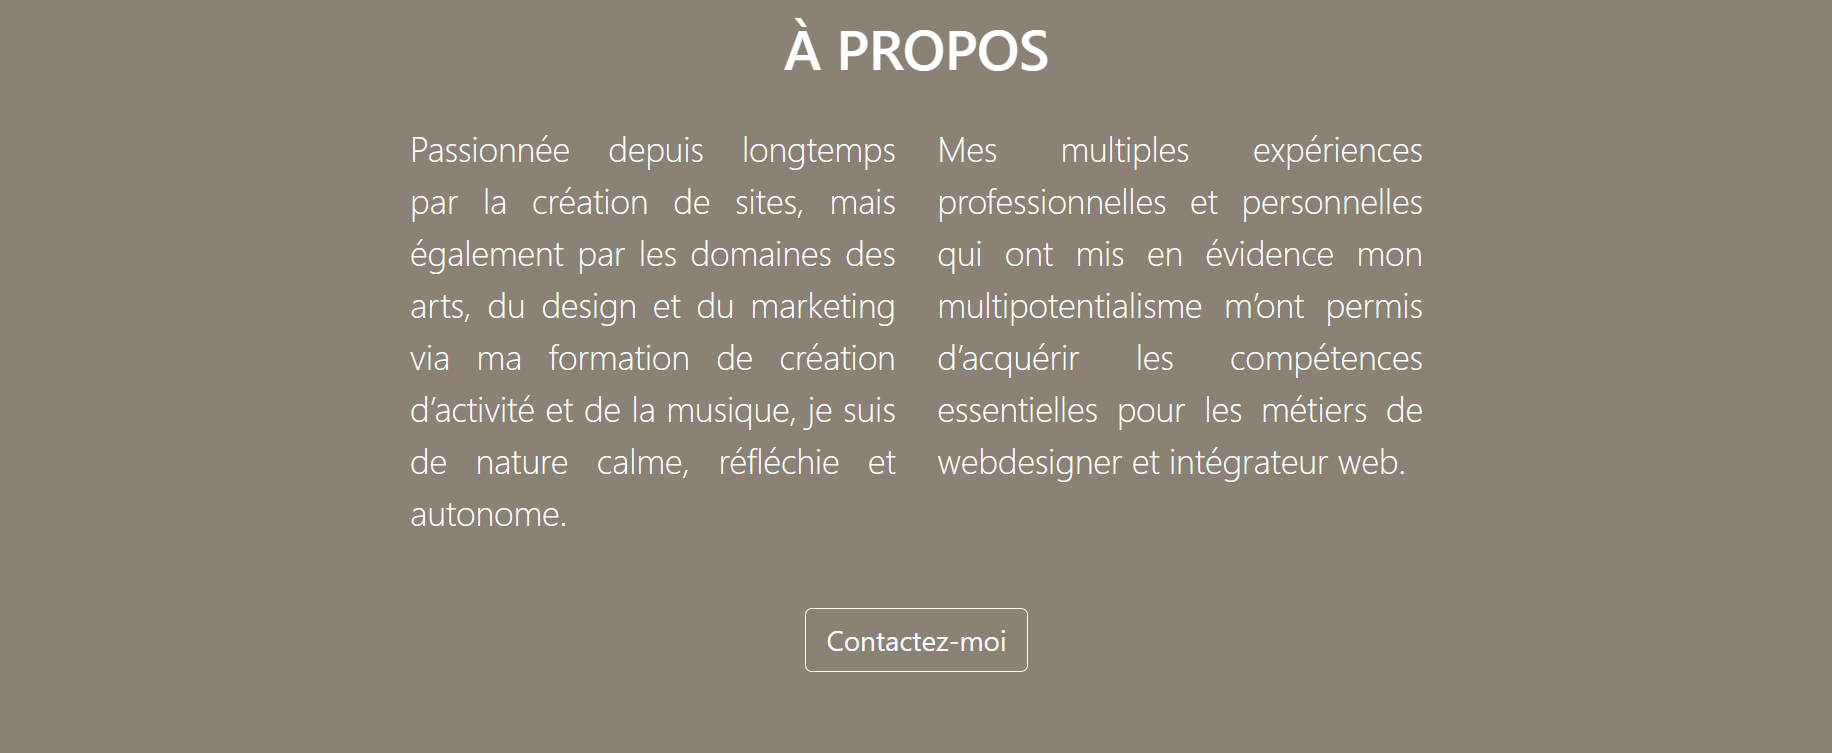 À PROPOS
Passionnée depuis longtemps
par la création de sites, mais
également par les domaines des
arts, du design et du marketing
via ma formation de création
d’activité et de la musique, je suis
de nature calme, réfléchie et
autonome.
Mes multiples expériences
professionnelles et personnelles
qui ont mis en évidence mon
multipotentialisme m’ont permis
d’acquérir les compétences
essentielles pour les métiers de
webdesigner et intégrateur web.
Contactez-moi